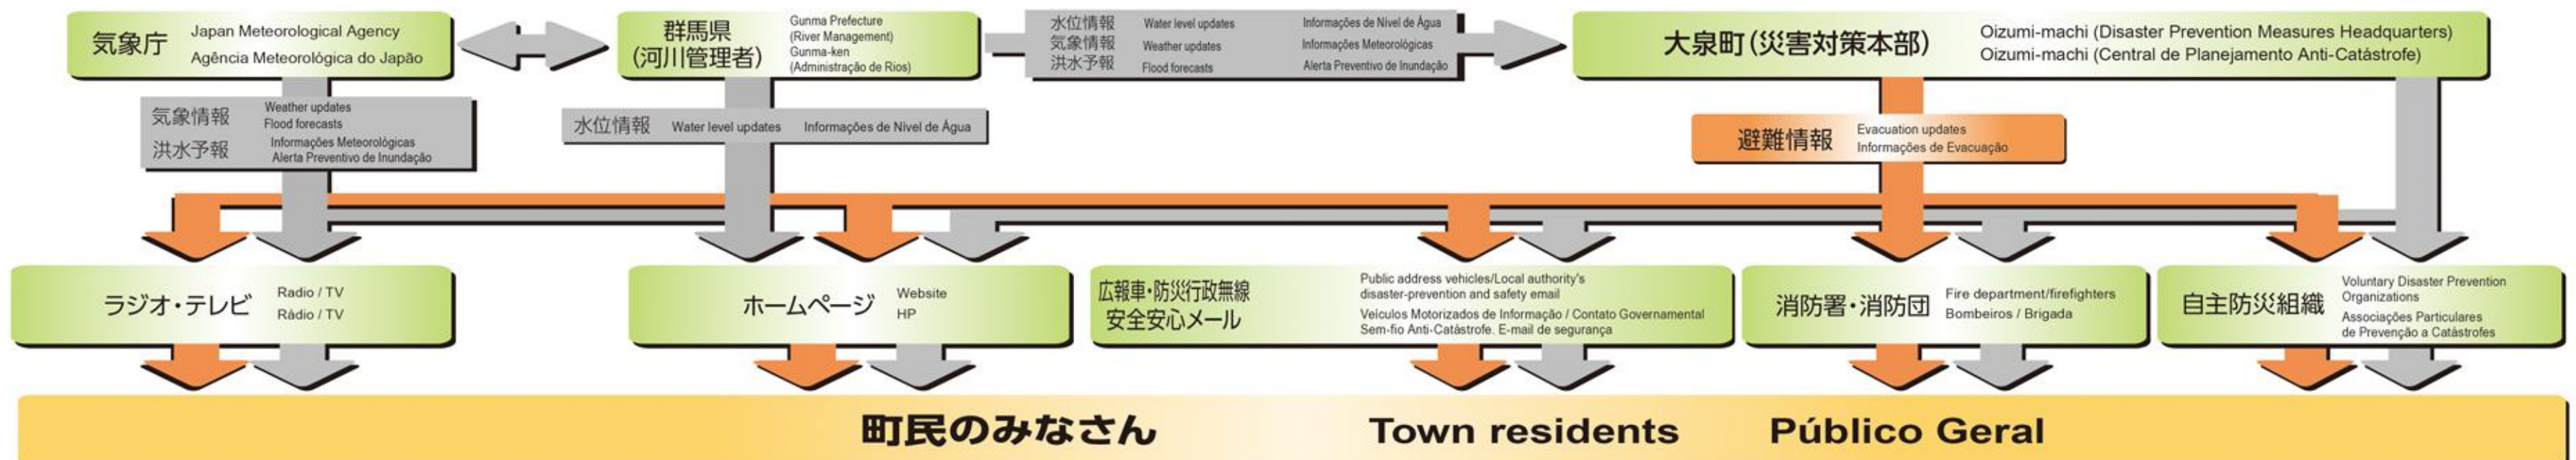 気象庁
Japan Meteorological Agency
Agência Meteorológica do Japão
群馬県
(河川管理者)
Gunma Prefecture
(River Management)
Gunma-ken
(Administração de Rios)
水位情報 Water level updates Informações de Nível de Água
気象情報 Weather updates Informações Meteorológicas
洪水予報 Flood forecasts Alerta Preventivo de Inundação
大泉町(災害対策本部)
Oizumi-machi (Disaster Prevention Measures Headquarters)
Oizumi-machi (Central de Planejamento Anti-Catástrofe)
気象情報
洪水予報
Weather updates
Flood forecasts
Informações Meteorológicas
Alerta Preventivo de Inundação
水位情報 Water level updates Informações de Nível de Água
避難情報
Evacuation updates
Informações de Evacuação
ラジオ・テレビ
Radio / TV
Rádio / TV
ホームページ
Website
HP
広報車・防災行政無線
安全安心メール
Public address vehicles/Local authority's
disaster-prevention and safety email
Veículos Motorizados de Informação / Contato Governamental
Sem-fio Anti-Catástrofe. E-mail de segurança
消防署・消防団
Fire department/firefighters
Bombeiros / Brigada
自主防災組織
Voluntary Disaster Prevention
Organizations
Associações Particulares
de Prevenção a Catástrofes
町民のみなさん Town residents Público Geral